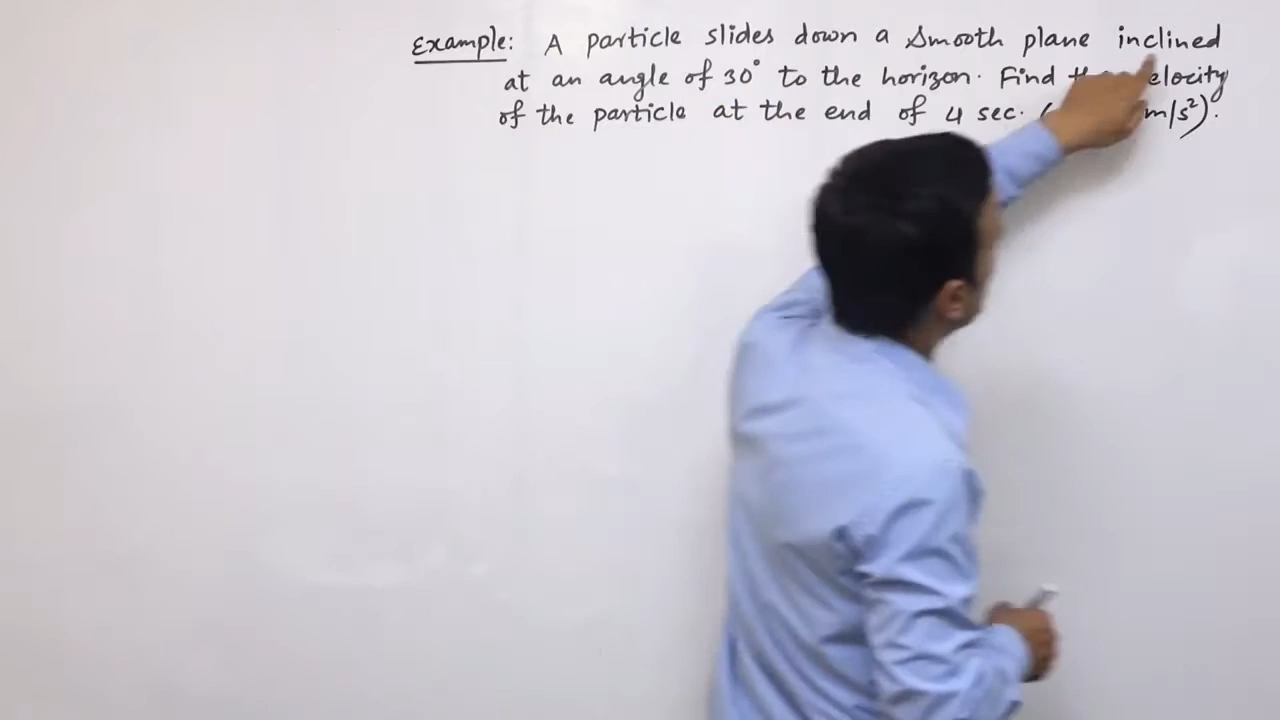 Example: A particle slides down a smooth plane inclined
at an angle of 30° to the horizon. Find
of the particle at the end of 4 sec. ( m/s²).